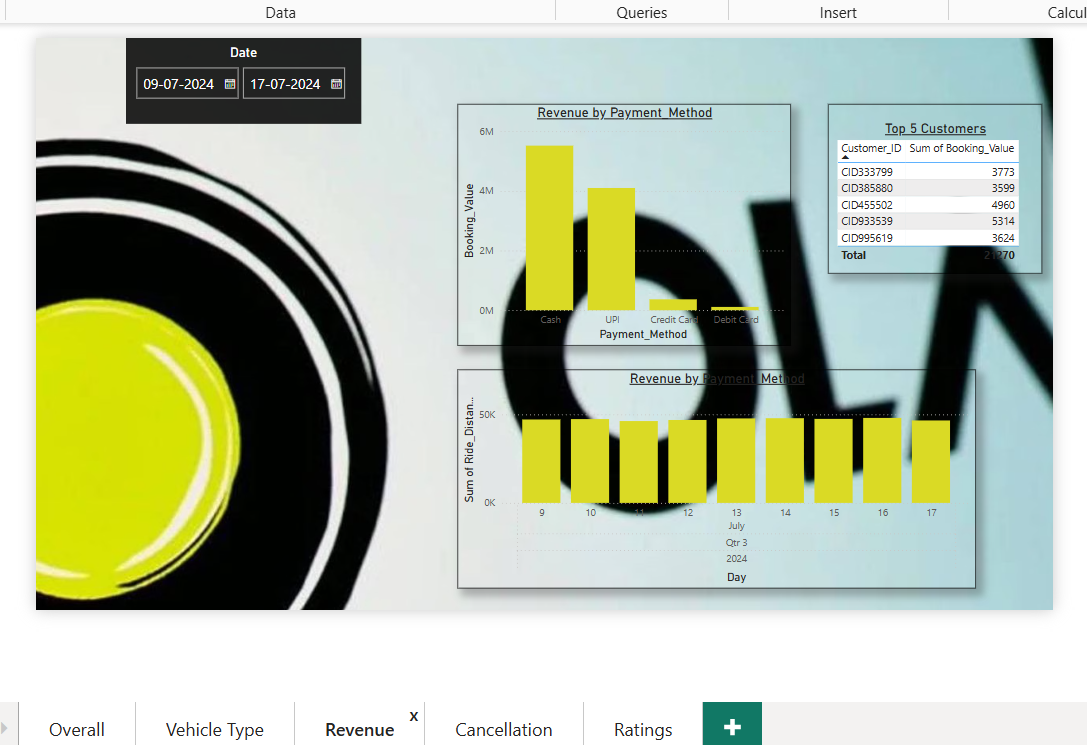 Data Queries Insert Calcul
Date
09-07-2024 17-07-2024
Revenue by Payment_Method
6M
4M
2M
0M
Booking_Value
Cash UPI Credit Card Debit Card
Payment_Method
Top 5 Customers
Customer_ID Sum of Booking_Value
CID333799 3773
CID385880 3599
CID455502 4960
CID933539 5314
CID995619 3624
Total 21270
Revenue by Payment_Method
50K
0K
Sum of Ride_Distan...
9 10 11 12 13 14 15 16 17
July
Qtr 3
2024
Day
OLA
Overall Vehicle Type Revenue x Cancellation Ratings +